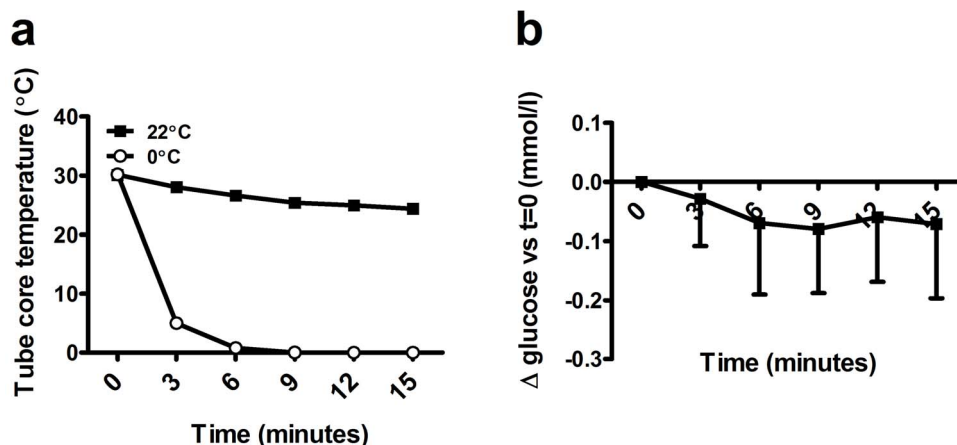 a
Tube core temperature (°C)
40
30
20
10
0
22°C
0°C
0 3 6 9 12 15
Time (minutes)
b
Δ glucose vs t=0 (mmol/l)
0.1
0.0
-0.1
-0.2
-0.3
0 3 6 9 12 15
Time (minutes)